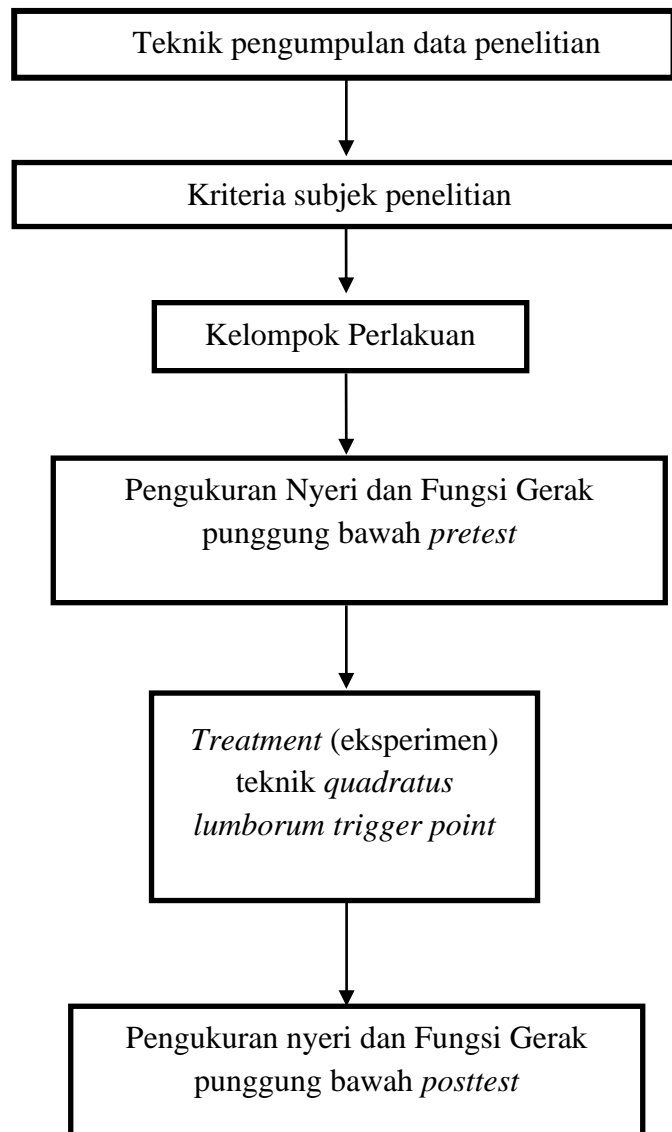 Teknik pengumpulan data penelitian
Kriteria subjek penelitian
Kelompok Perlakuan
Pengukuran Nyeri dan Fungsi Gerak
punggung bawah pretest
Treatment (eksperimen)
teknik quadratus
lumborum trigger point
Pengukuran nyeri dan Fungsi Gerak
punggung bawah posttest